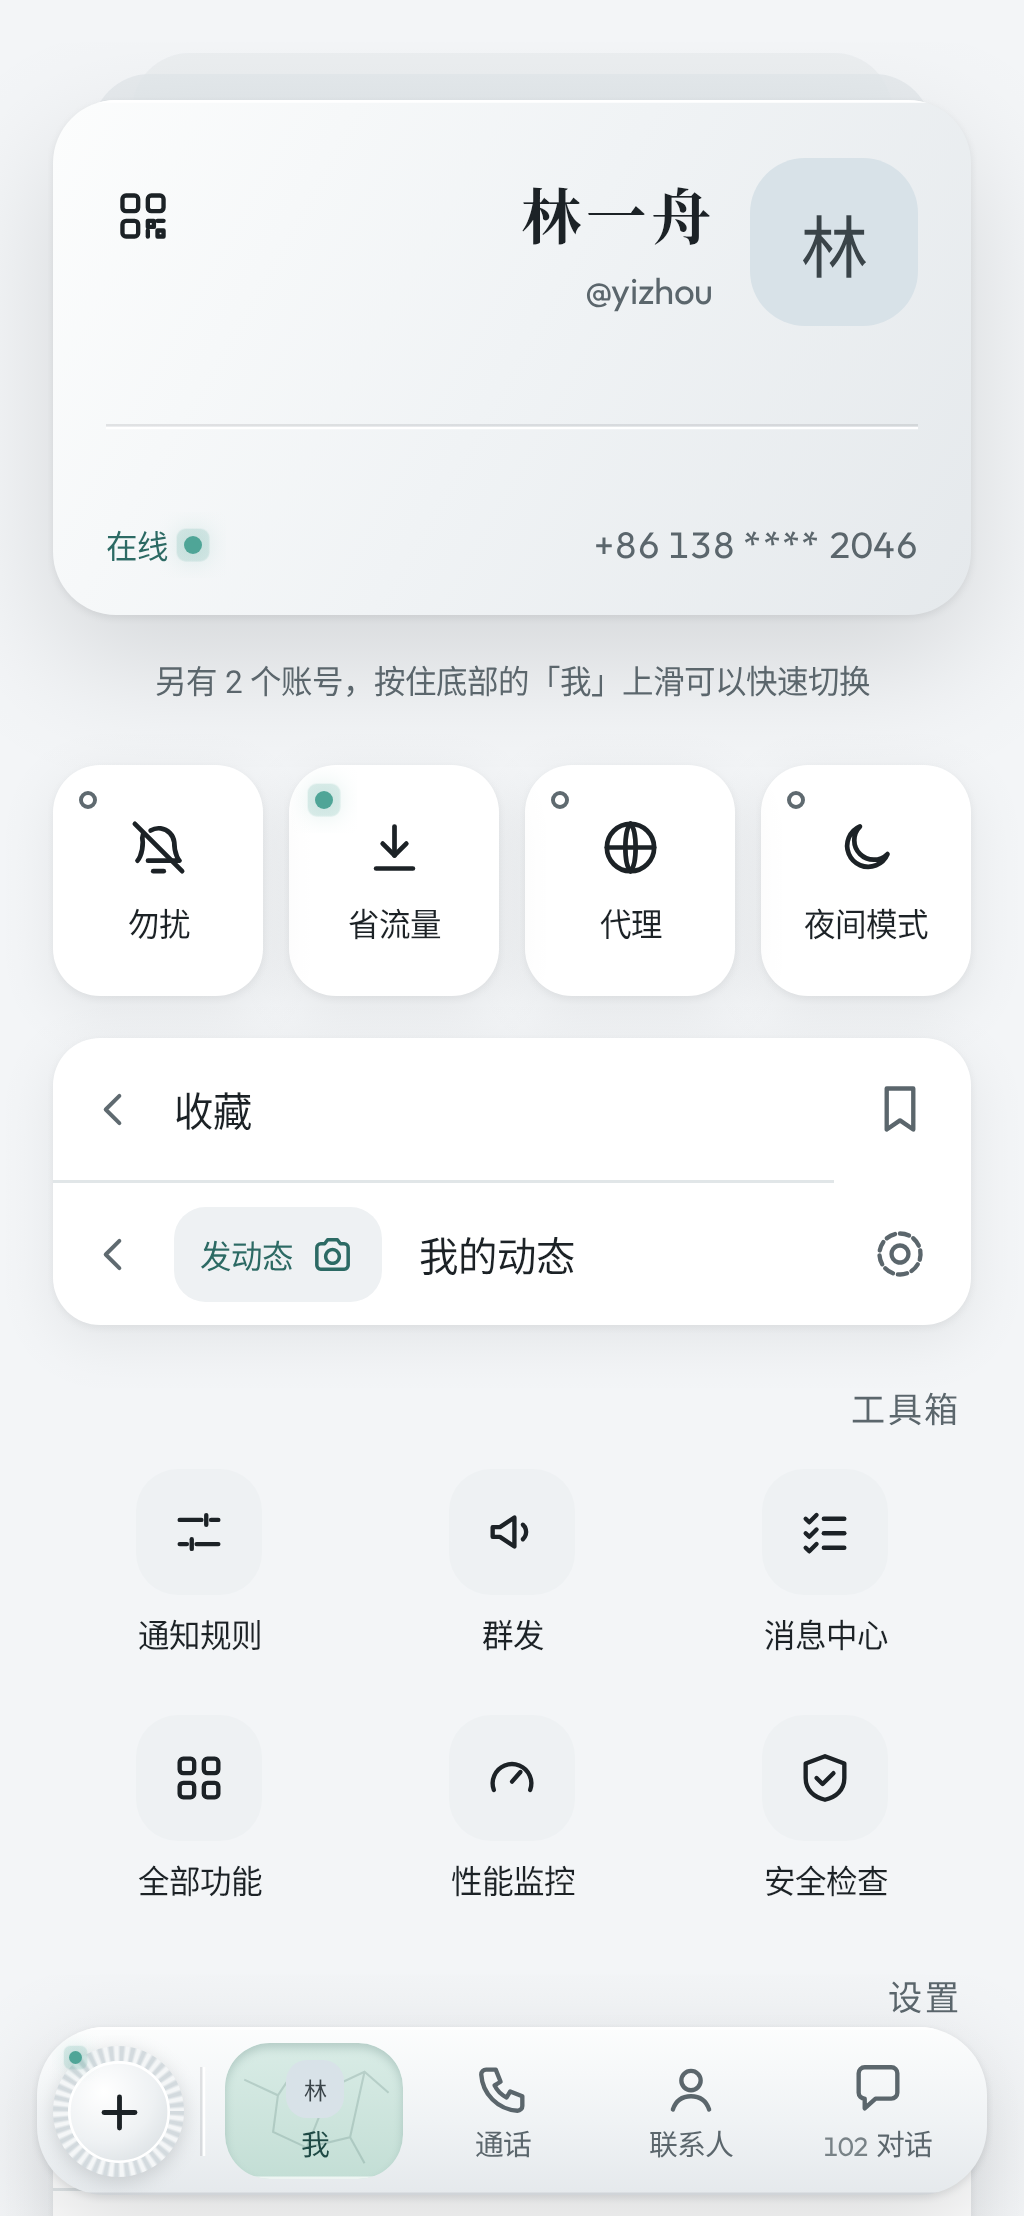 林一舟
林
@yizhou
在线
+86 138 **** 2046
另有 2 个账号，按住底部的「我」上滑可以快速切换
勿扰
省流量
代理
夜间模式
收藏
发动态
我的动态
工具箱
通知规则
群发
消息中心
全部功能
性能监控
安全检查
设置
林
我
通话
联系人
102 对话